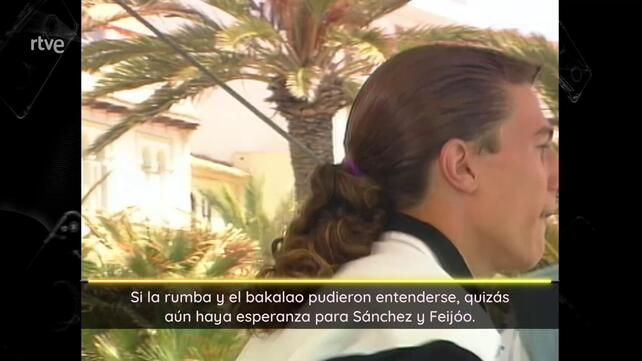 rtve
Si la rumba y el bakalao pudieron entenderse, quizás
aún haya esperanza para Sánchez y Feijóo.